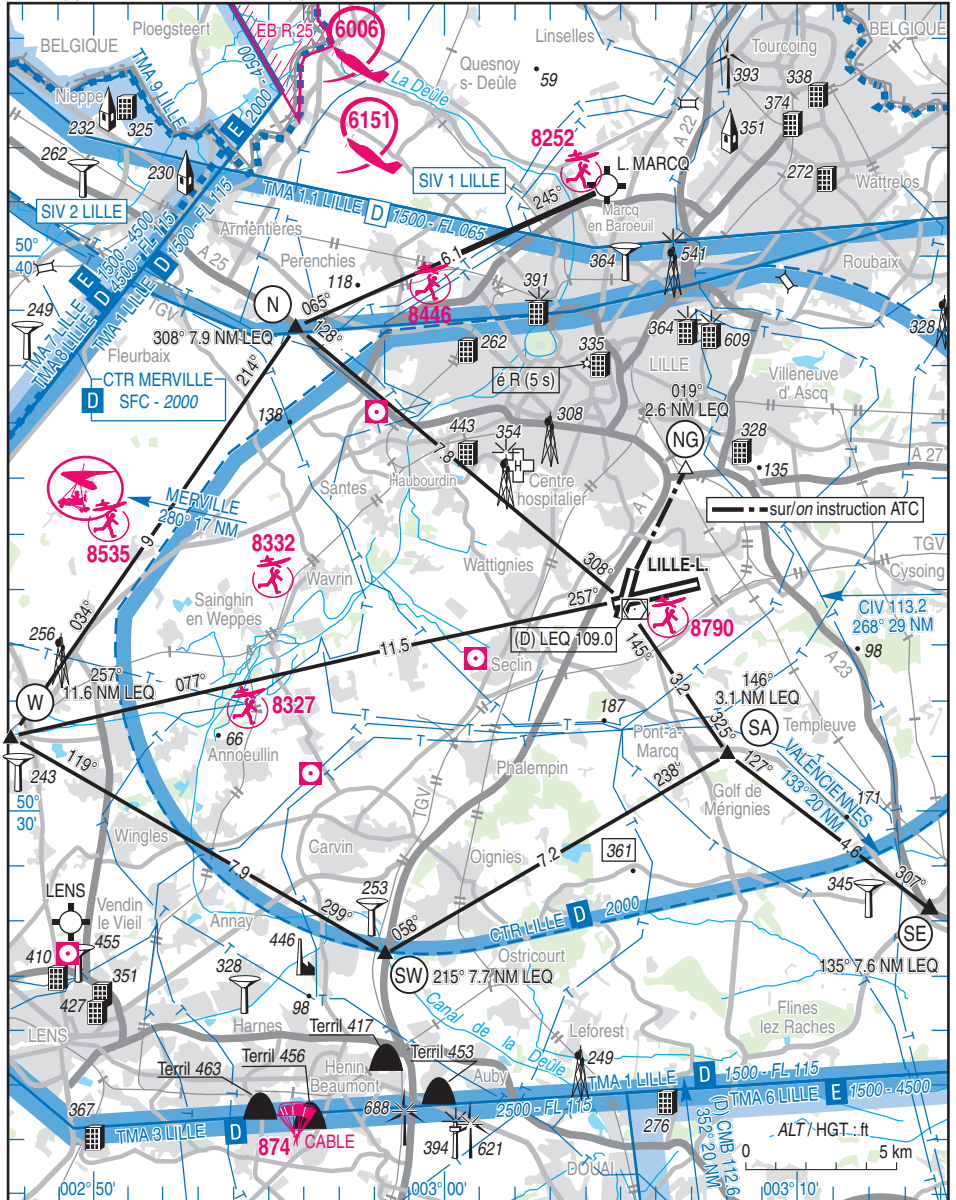 BELGIQUE
Ploegsteert
EB R 25
4500
2000
E
6006
Linselles
Tourcoing
BELGIQUE
Quesnoy
s- Deûle
59
393
338
La Deûle
Nieppe
TMA 9 LILLE
374
232
325
6151
351
8252
L. MARCQ
A 22
262
230
SIV 1 LILLE
272
Wattrelos
SIV 2 LILLE
TMA 1.1 LILLE D 1500 - FL 065
245°
Marcq
en Baroeuil
Armentières
50°
40'
A 25
Perenchies
6.1
364
541
Roubaix
E 1500 - 4500
D 4500 - FL 115
D 1500 - FL 115
TMA 7 LILLE
TMA 8 LILLE
TMA 1 LILLE
118
391
249
TGV
N
065°
8446
308° 7.9 NM LEQ
128°
364
609
328
Fleurbaix
214°
262
335
LILLE
CTR MERVILLE
D SFC - 2000
é R (5 s)
019°
2.6 NM LEQ
Villeneuve
d' Ascq
138
308
443
354
NG
328
7.8
H
135
A 27
Haubourdin
Centre
hospitalier
A 1
MERVILLE
280° 17 NM
Santes
sur/on instruction ATC
8535
9
8332
Wavrin
Wattignies
308°
LILLE-L.
TGV
Cysoing
Sainghin
en Weppes
257°
034°
8790
CIV 113.2
268° 29 NM
256
(D) LEQ 109.0
145°
11.5
98
257°
11.6 NM LEQ
077°
Seclin
A 23
W
3.2
146°
3.1 NM LEQ
8327
187
325°
SA
Templeuve
66
Annoeullin
Pont-à-
Marcq
119°
243
Phalempin
238°
127°
VALENCIENNES
133° 20 NM
Golf de
Mérignies
50°
30'
Wingles
TGV
171
Carvin
Oignies
361
7.2
4.6
7.9
307°
345
LENS
253
Vendin
le Vieil
Annay
299°
058°
CTR LILLE D 2000
SE
410
455
446
Ostricourt
351
SW
215° 7.7 NM LEQ
135° 7.6 NM LEQ
328
427
98
Flines
lez Raches
LENS
Harnes
Terril 417
Canal de la Deûle
Leforest
Terril 456
Terril 453
249
Terril 463
Henin
Beaumont
Auby
TMA 1 LILLE D 1500 - FL 115
TMA 6 LILLE E 1500 - 4500
367
688
2500 - FL 115
TMA 3 LILLE D
276
(D) CMB 112.6
352° 20 NM
ALT / HGT : ft
874
CABLE
394
621
0
5 km
DOUAI
002°50'
003°00'
003°10'